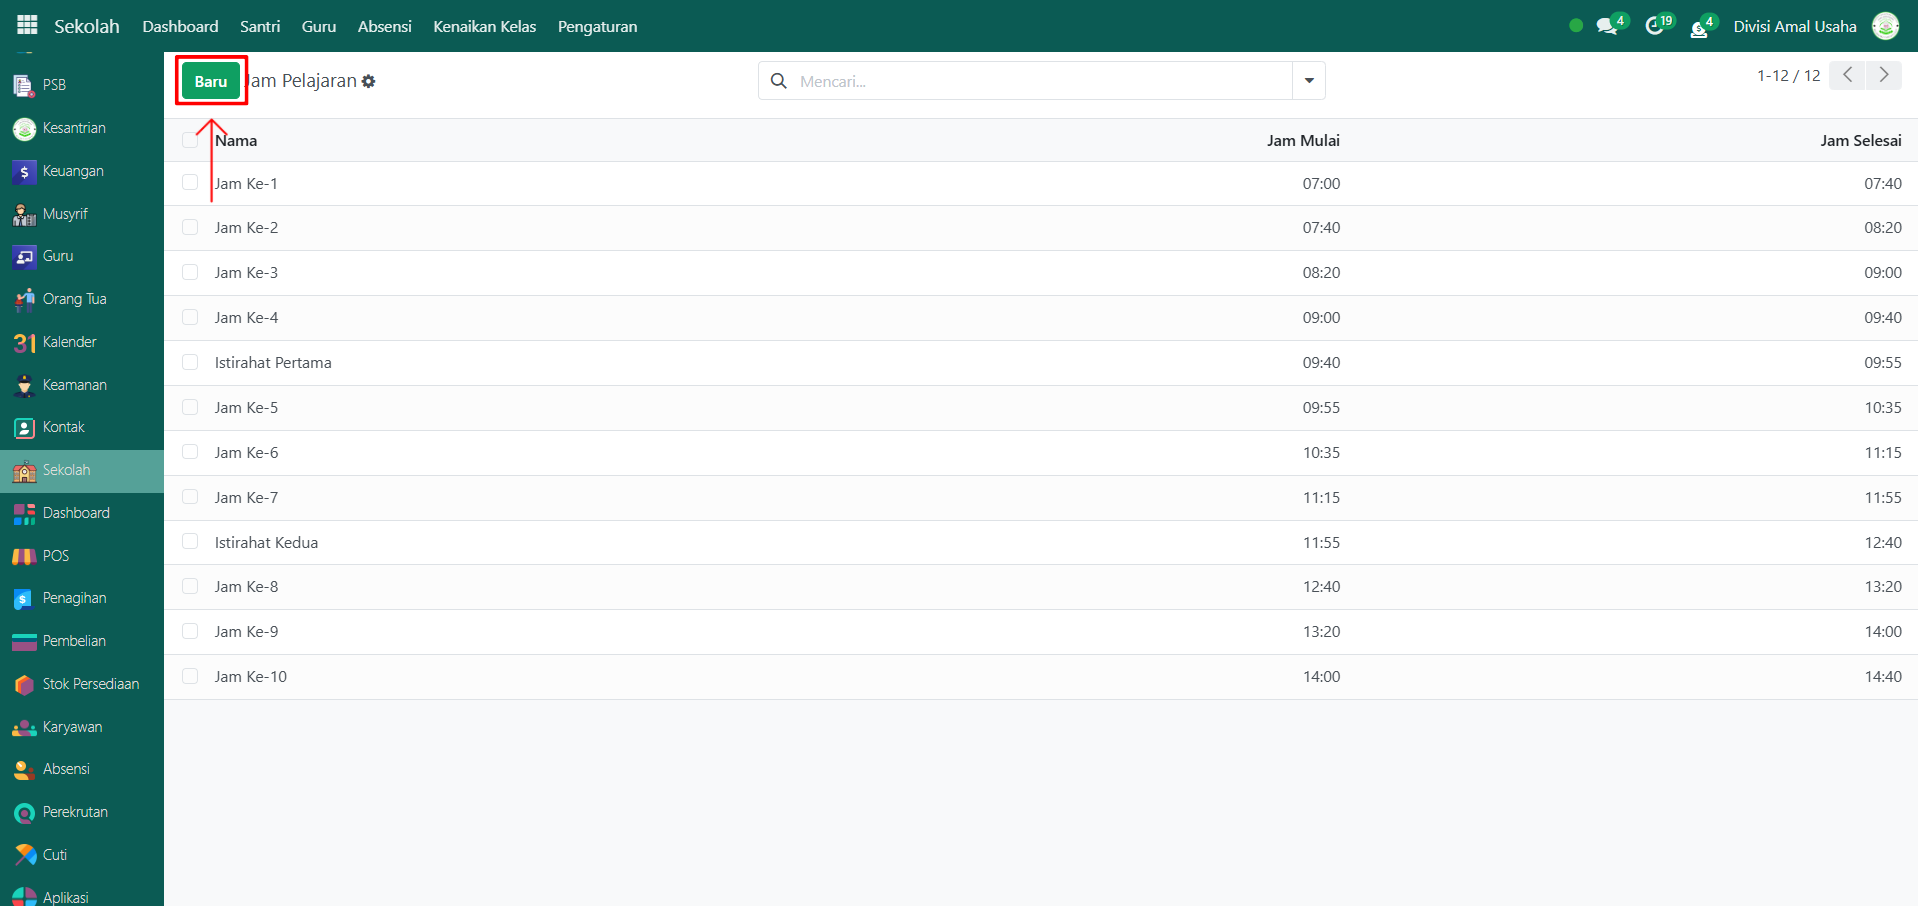 Sekolah Dashboard Santri Guru Absensi Kenaikan Kelas Pengaturan 4 19 4 Divisi Amal Usaha
PSB
Kesantrian
Keuangan
Musyrif
Guru
Orang Tua
31 Kalender
Keamanan
Kontak
Sekolah
Dashboard
POS
Penagihan
Pembelian
Stok Persediaan
Karyawan
Absensi
Perekrutan
Cuti
Aplikasi
Baru Jam Pelajaran Mencari... 1-12 / 12
Nama Jam Mulai Jam Selesai
Jam Ke-1 07:00 07:40
Jam Ke-2 07:40 08:20
Jam Ke-3 08:20 09:00
Jam Ke-4 09:00 09:40
Istirahat Pertama 09:40 09:55
Jam Ke-5 09:55 10:35
Jam Ke-6 10:35 11:15
Jam Ke-7 11:15 11:55
Istirahat Kedua 11:55 12:40
Jam Ke-8 12:40 13:20
Jam Ke-9 13:20 14:00
Jam Ke-10 14:00 14:40